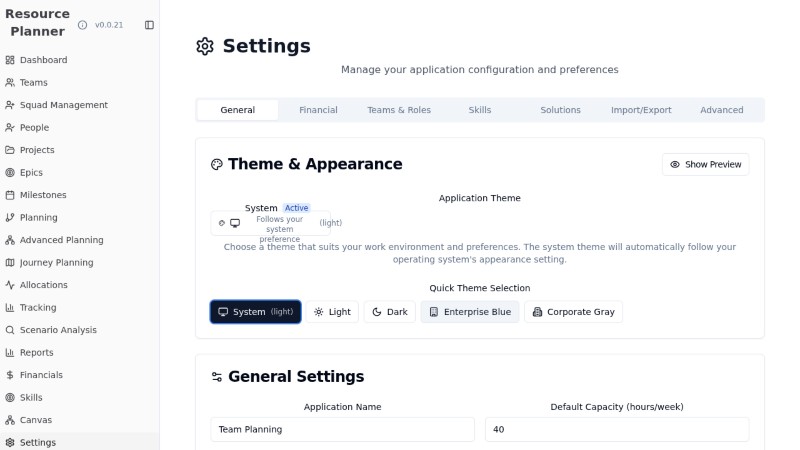 Resource
Planner
v0.0.21
Dashboard
Teams
Squad Management
People
Projects
Epics
Milestones
Planning
Advanced Planning
Journey Planning
Allocations
Tracking
Scenario Analysis
Reports
Financials
Skills
Canvas
Settings
Settings
Manage your application configuration and preferences
General Financial Teams & Roles Skills Solutions Import/Export Advanced
Theme & Appearance
Show Preview
Application Theme
System Active
Follows your
system
preference
(light)
Choose a theme that suits your work environment and preferences. The system theme will automatically follow your
operating system's appearance setting.
Quick Theme Selection
System (light) Light Dark Enterprise Blue Corporate Gray
General Settings
Application Name Default Capacity (hours/week)
Team Planning 40